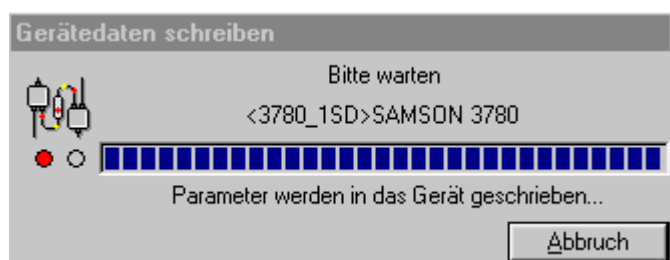 Gerätedaten schreiben
Bitte warten
<3780_1SD>SAMSON 3780
Parameter werden in das Gerät geschrieben...
Abbruch